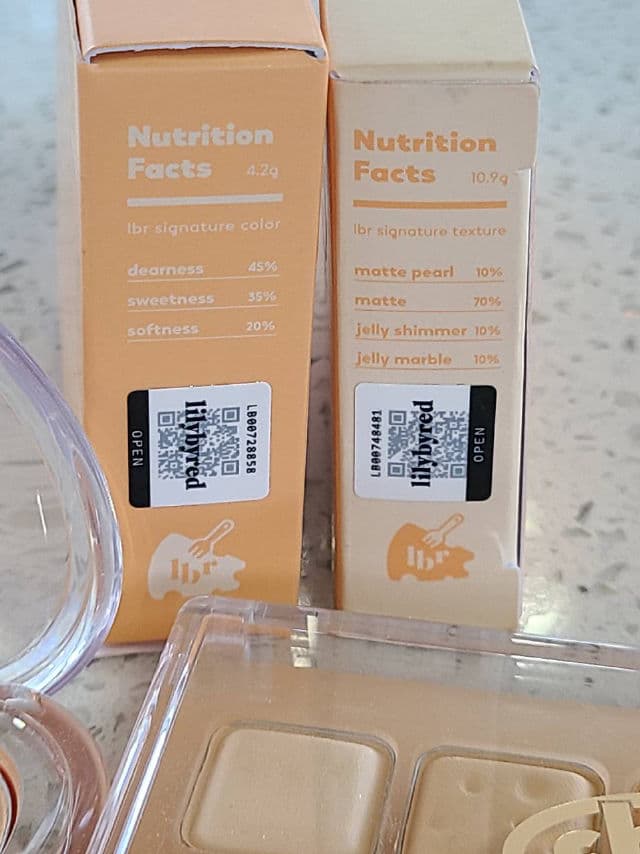 Nutrition
Facts 4.2g
lbr signature color
dearness 45%
sweetness 35%
softness 20%
OPEN
lilybyred
LB00728858
lbr
Nutrition
Facts 10.9g
lbr signature texture
matte pearl 10%
matte 70%
jelly shimmer 10%
jelly marble 10%
LB00748481
lilybyred
OPEN
lbr